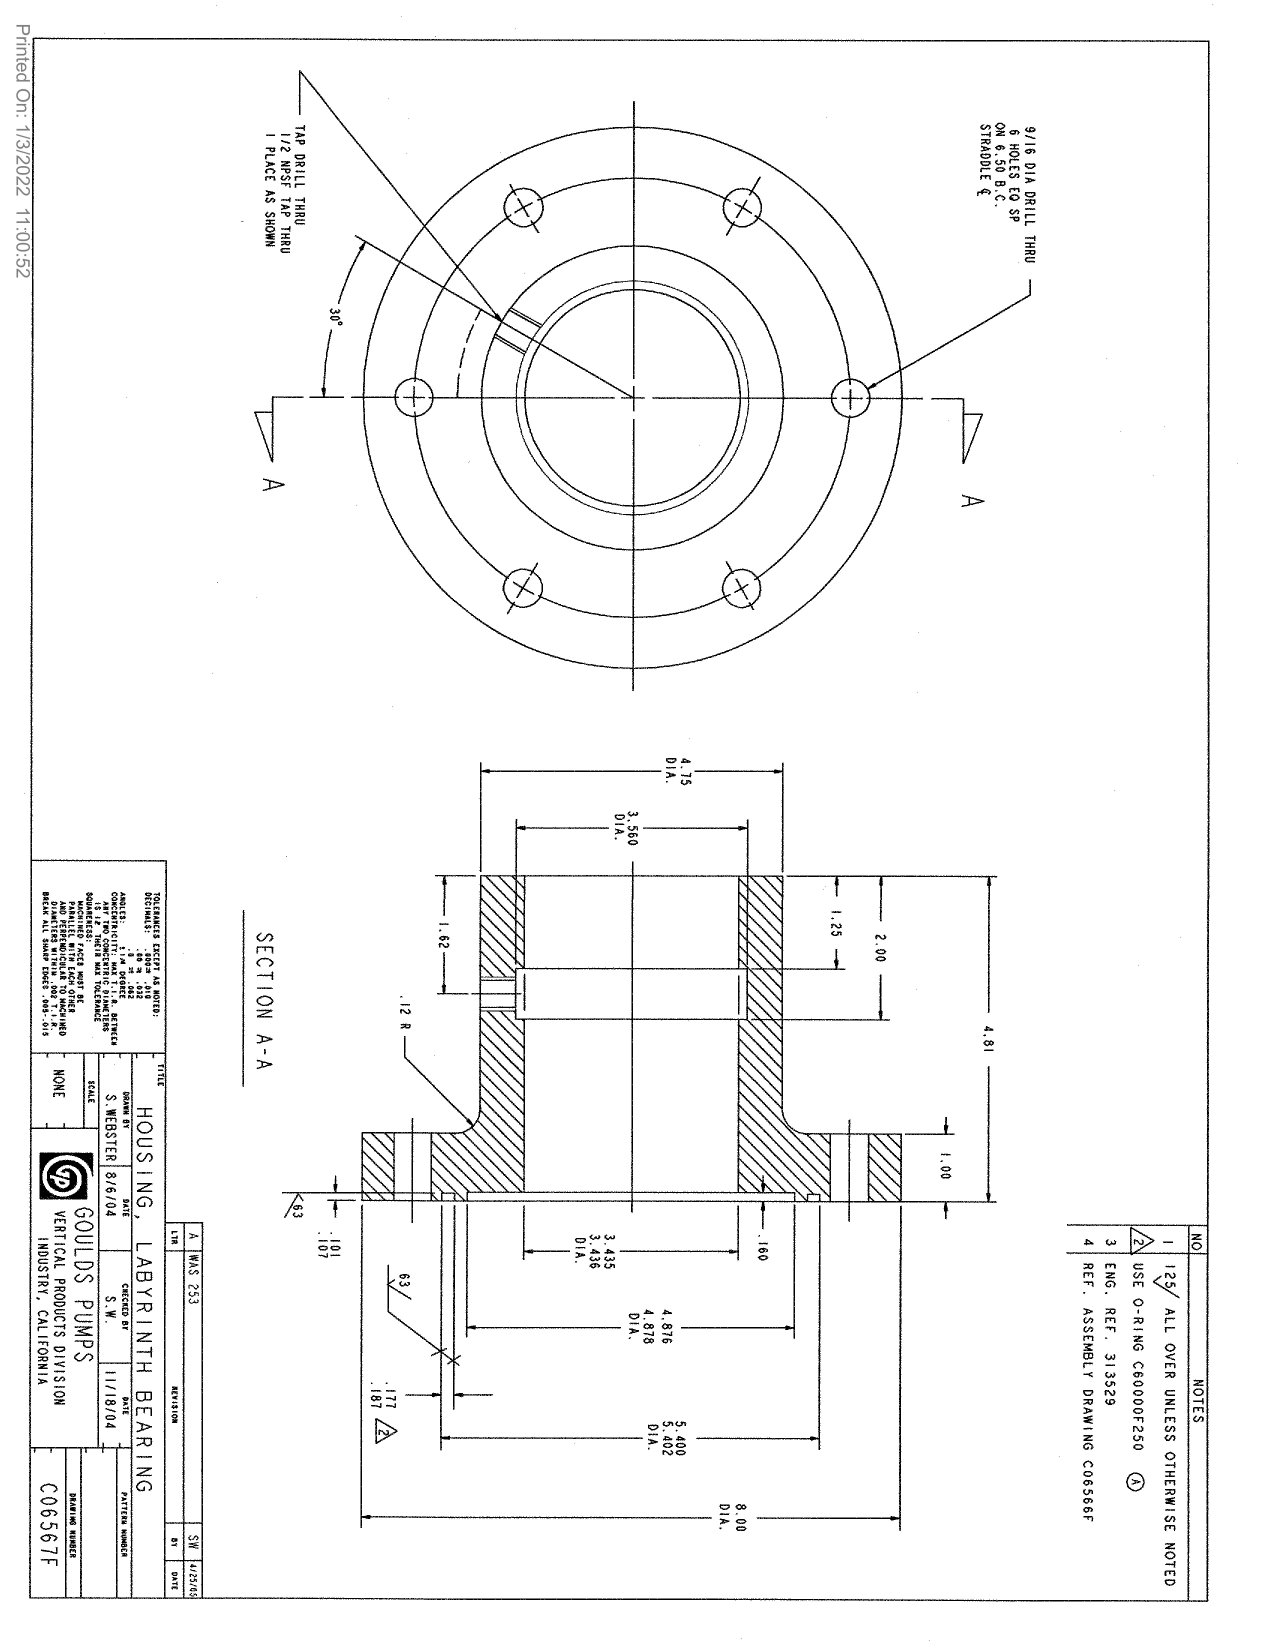 Printed On: 1/3/2022 11:00:52
9/16 DIA DRILL THRU
6 HOLES EQ SP
ON 6.50 B.C.
STRADDLE ℄
TAP DRILL THRU
1/2 NPSF TAP THRU
1 PLACE AS SHOWN
30°
A
A
4.75
DIA.
3.560
DIA.
1.25
2.00
4.81
1.00
1.62
.12 R
SECTION A-A
63
.101
.107
.160
3.435
3.436
DIA.
63
4.876
4.878
DIA.
.177
.187
2
5.400
5.402
DIA.
8.00
DIA.
NO
NOTES
1 125 ALL OVER UNLESS OTHERWISE NOTED
2 USE O-RING C60000F250 A
3 ENG. REF. 313529
4 REF. ASSEMBLY DRAWING C06566F
A WAS 253 SW 4/25/05
LTR REVISION BY DATE
TOLERANCES EXCEPT AS NOTED:
DECIMALS: .000± .010
.00 ± .032
.0 ± .062
ANGLES: ± 1/4 DEGREE
CONCENTRICITY: MAX T.I.R. BETWEEN
ANY TWO CONCENTRIC DIAMETERS
IS 1/2 THEIR MAX TOLERANCE
SQUARENESS:
MACHINED FACES MUST BE
PARALLEL WITH EACH OTHER
AND PERPENDICULAR TO MACHINED
DIAMETERS WITHIN .002 T.I.R.
BREAK ALL SHARP EDGES .005-.015
TITLE
HOUSING, LABYRINTH BEARING
DRAWN BY DATE CHECKED BY DATE PATTERN NUMBER
S.WEBSTER 8/6/04 S.W. 11/18/04
SCALE
NONE
GOULDS PUMPS
VERTICAL PRODUCTS DIVISION
INDUSTRY, CALIFORNIA
DRAWING NUMBER
C06567F